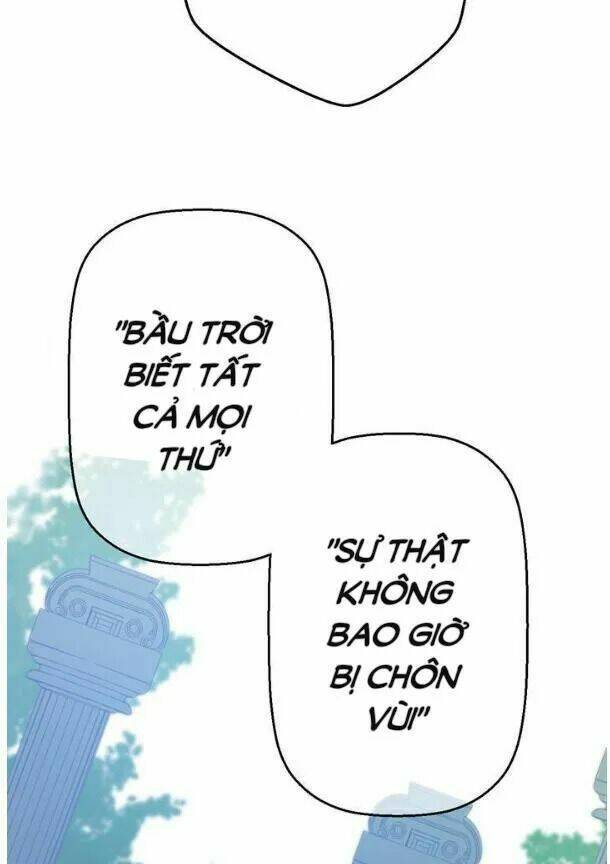 "BẦU TRỜI
BIẾT TẤT
CẢ MỌI
THỨ"
"SỰ THẬT
KHÔNG
BAO GIỜ
BỊ CHÔN
VÙI"